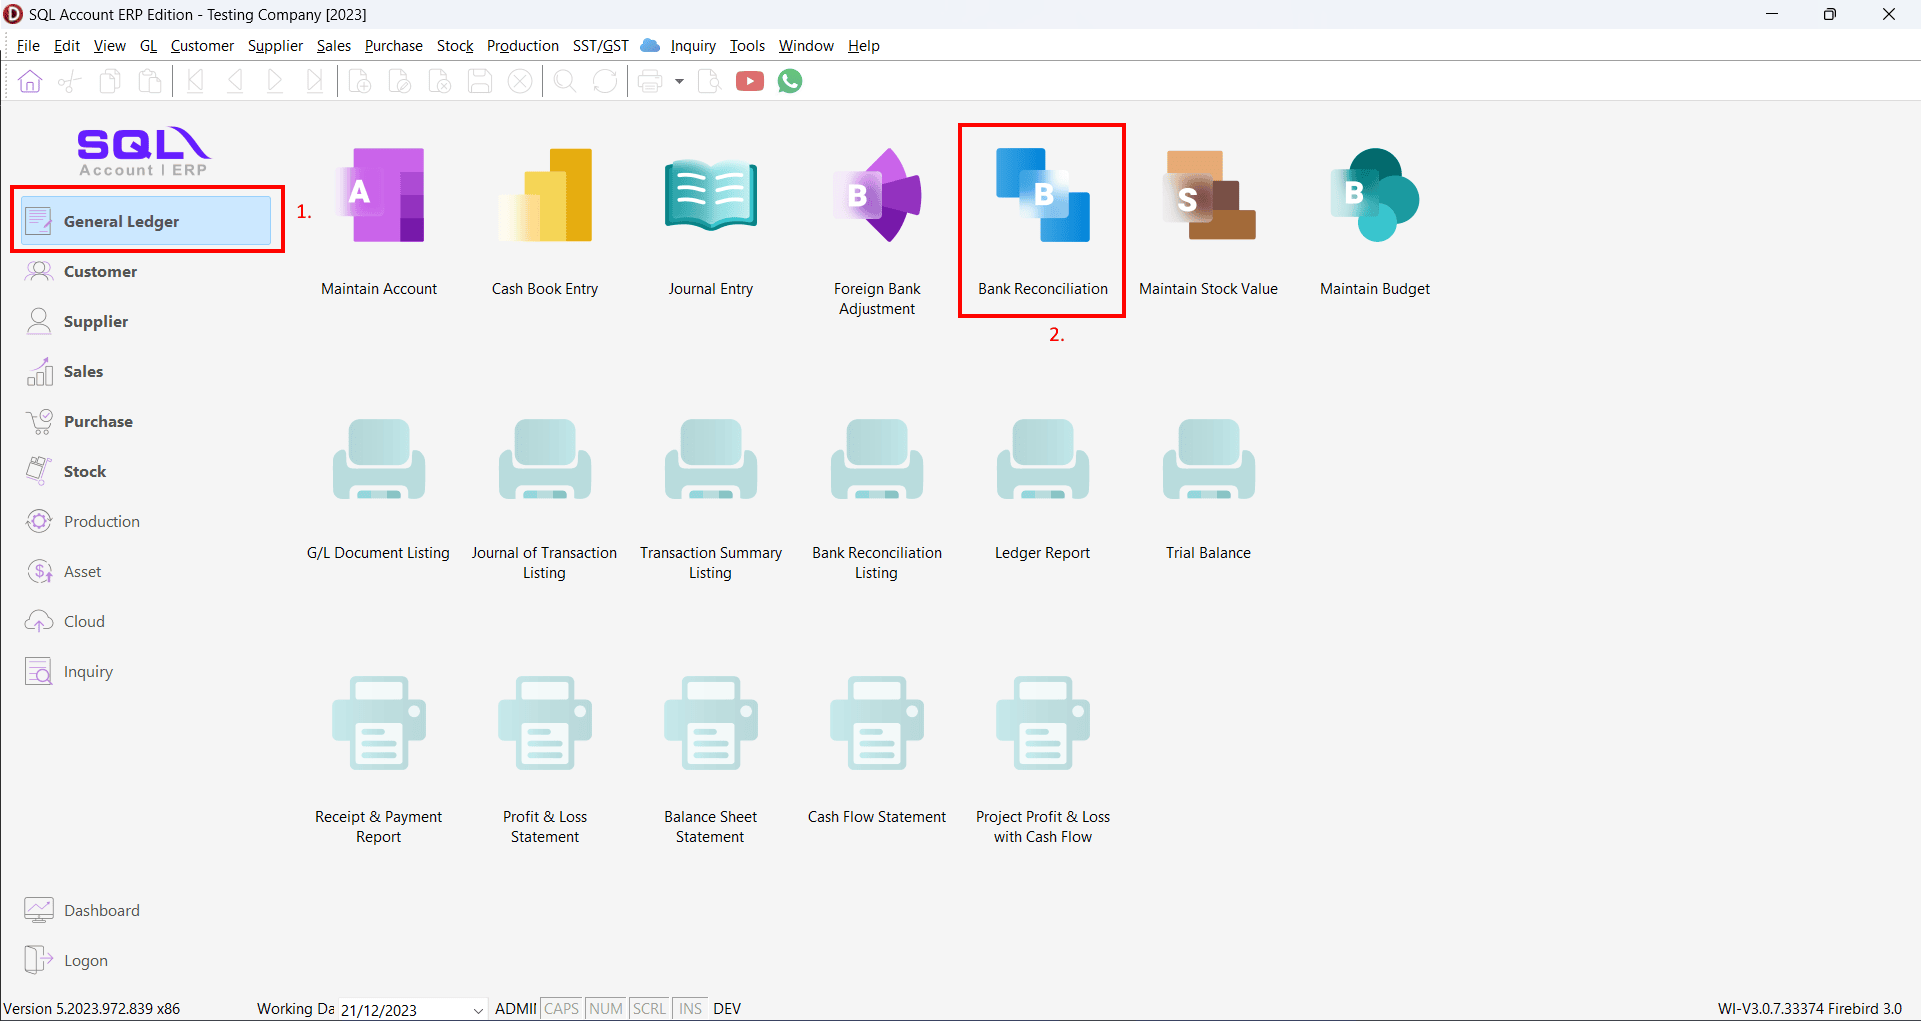 SQL Account ERP Edition - Testing Company [2023]
File Edit View GL Customer Supplier Sales Purchase Stock Production SST/GST Inquiry Tools Window Help
SQL
Account | ERP
General Ledger
1.
Customer
Supplier
Sales
Purchase
Stock
Production
Asset
Cloud
Inquiry
Dashboard
Logon
A
B
B
S
B
Maintain Account
Cash Book Entry
Journal Entry
Foreign Bank
Adjustment
Bank Reconciliation
Maintain Stock Value
Maintain Budget
2.
G/L Document Listing
Journal of Transaction
Listing
Transaction Summary
Listing
Bank Reconciliation
Listing
Ledger Report
Trial Balance
Receipt & Payment
Report
Profit & Loss
Statement
Balance Sheet
Statement
Cash Flow Statement
Project Profit & Loss
with Cash Flow
Version 5.2023.972.839 x86 Working Da 21/12/2023 ADMII CAPS NUM SCRL INS DEV WI-V3.0.7.33374 Firebird 3.0